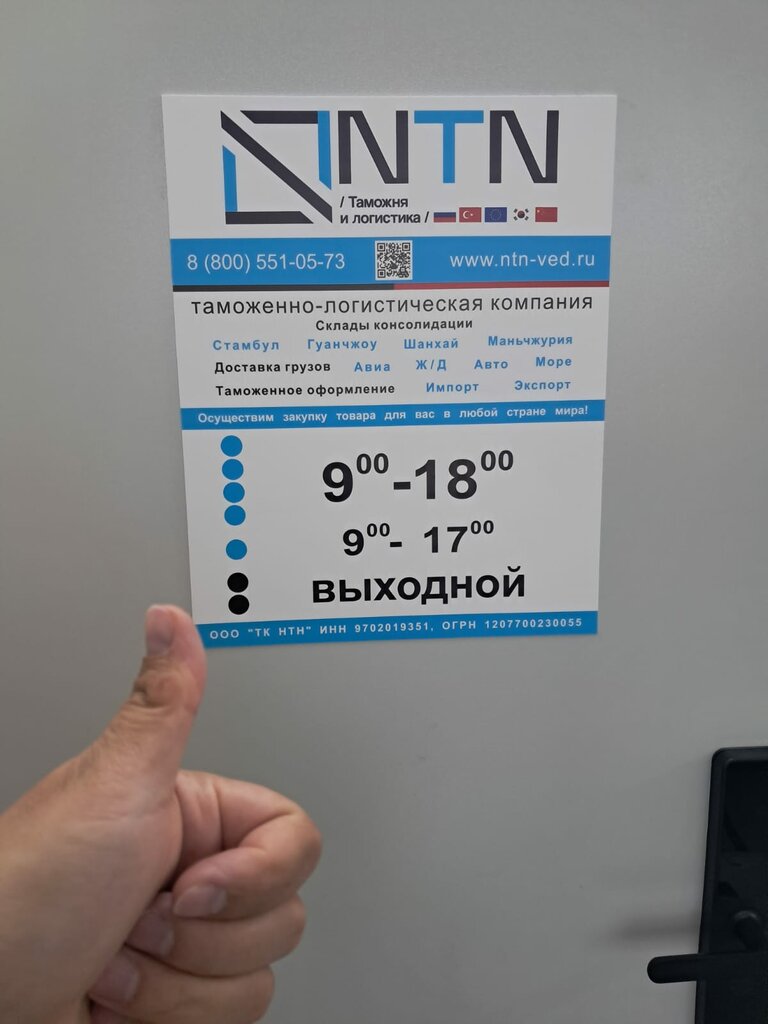 NTN
/ Таможня
и логистика /
8 (800) 551-05-73 www.ntn-ved.ru
таможенно-логистическая компания
Склады консолидации
Стамбул Гуанчжоу Шанхай Маньчжурия
Доставка грузов Авиа Ж/Д Авто Море
Таможенное оформление Импорт Экспорт
Осуществим закупку товара для вас в любой стране мира!
9⁰⁰-18⁰⁰
9⁰⁰- 17⁰⁰
выходной
ООО "ТК НТН" ИНН 9702019351, ОГРН 1207700230055